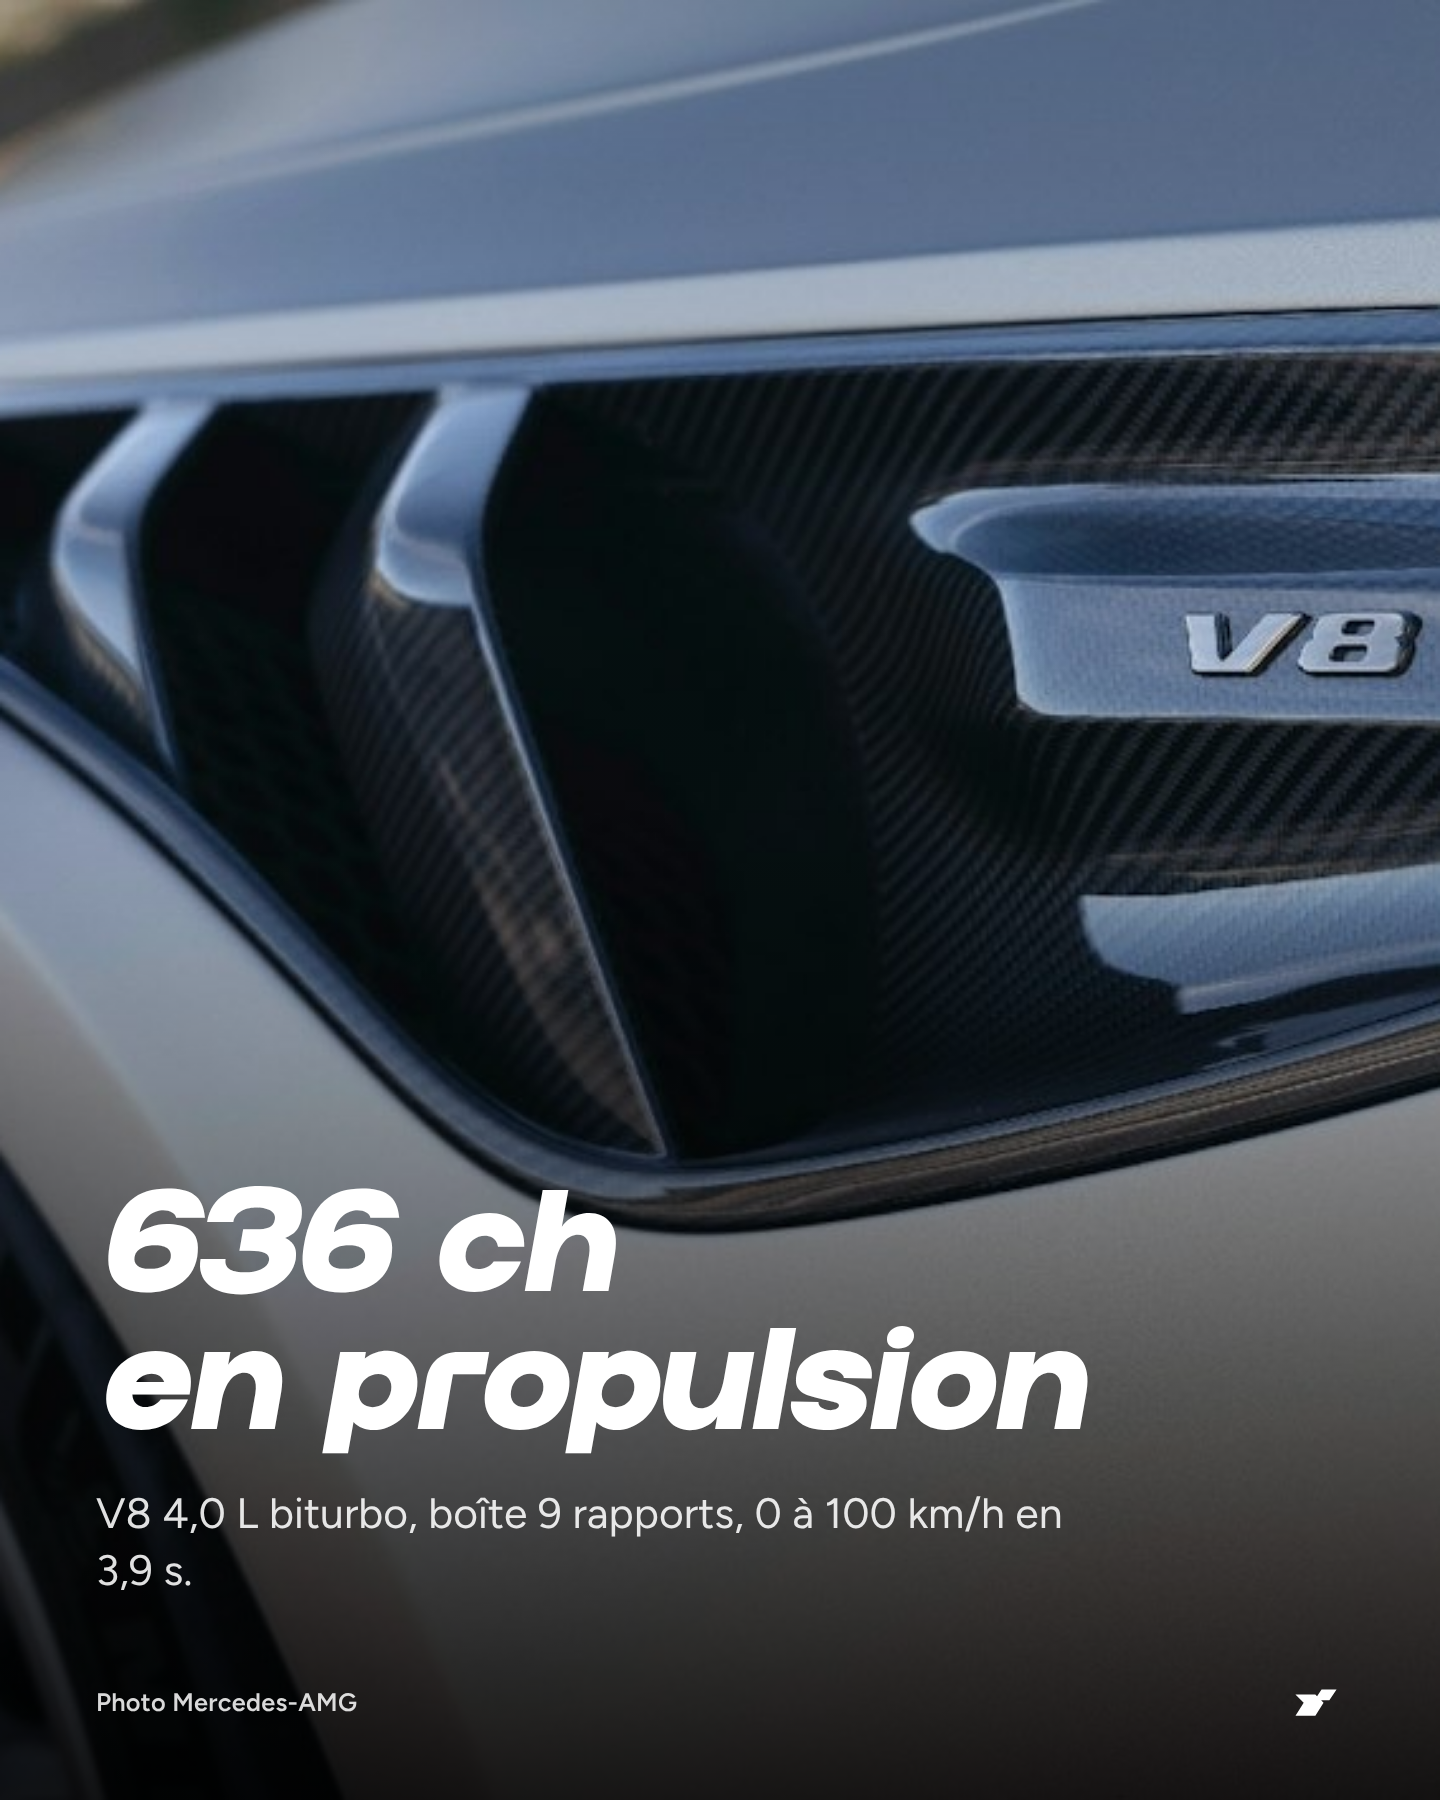 V8
636 ch
en propulsion
V8 4,0 L biturbo, boîte 9 rapports, 0 à 100 km/h en
3,9 s.
Photo Mercedes-AMG